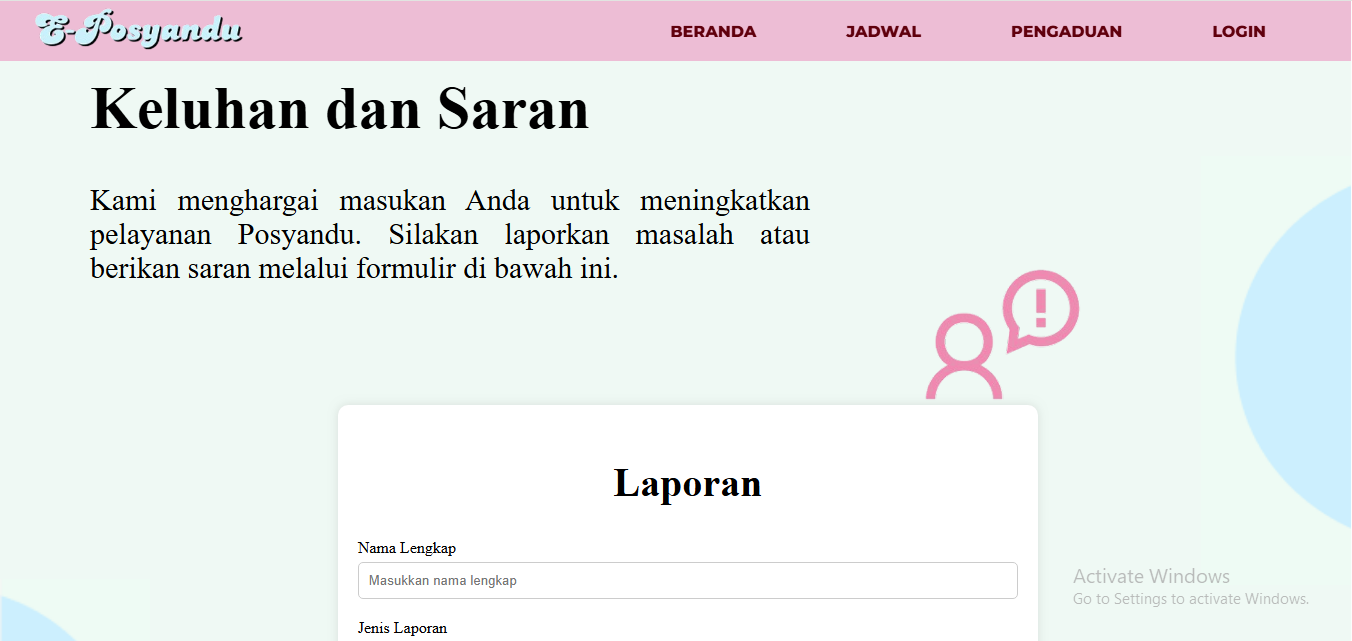 E-Posyandu
BERANDA JADWAL PENGADUAN LOGIN
Keluhan dan Saran
Kami menghargai masukan Anda untuk meningkatkan
pelayanan Posyandu. Silakan laporkan masalah atau
berikan saran melalui formulir di bawah ini.
Laporan
Nama Lengkap
Masukkan nama lengkap
Jenis Laporan
Activate Windows
Go to Settings to activate Windows.